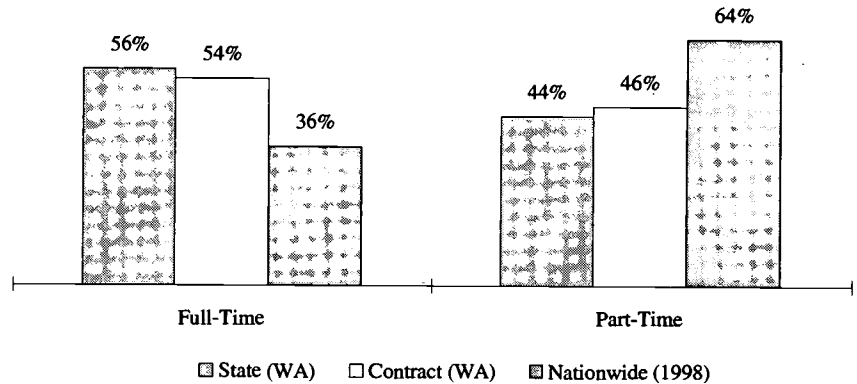 64%
56%
54%
46%
44%
36%
Full-Time
Part-Time
State (WA) Contract (WA) Nationwide (1998)